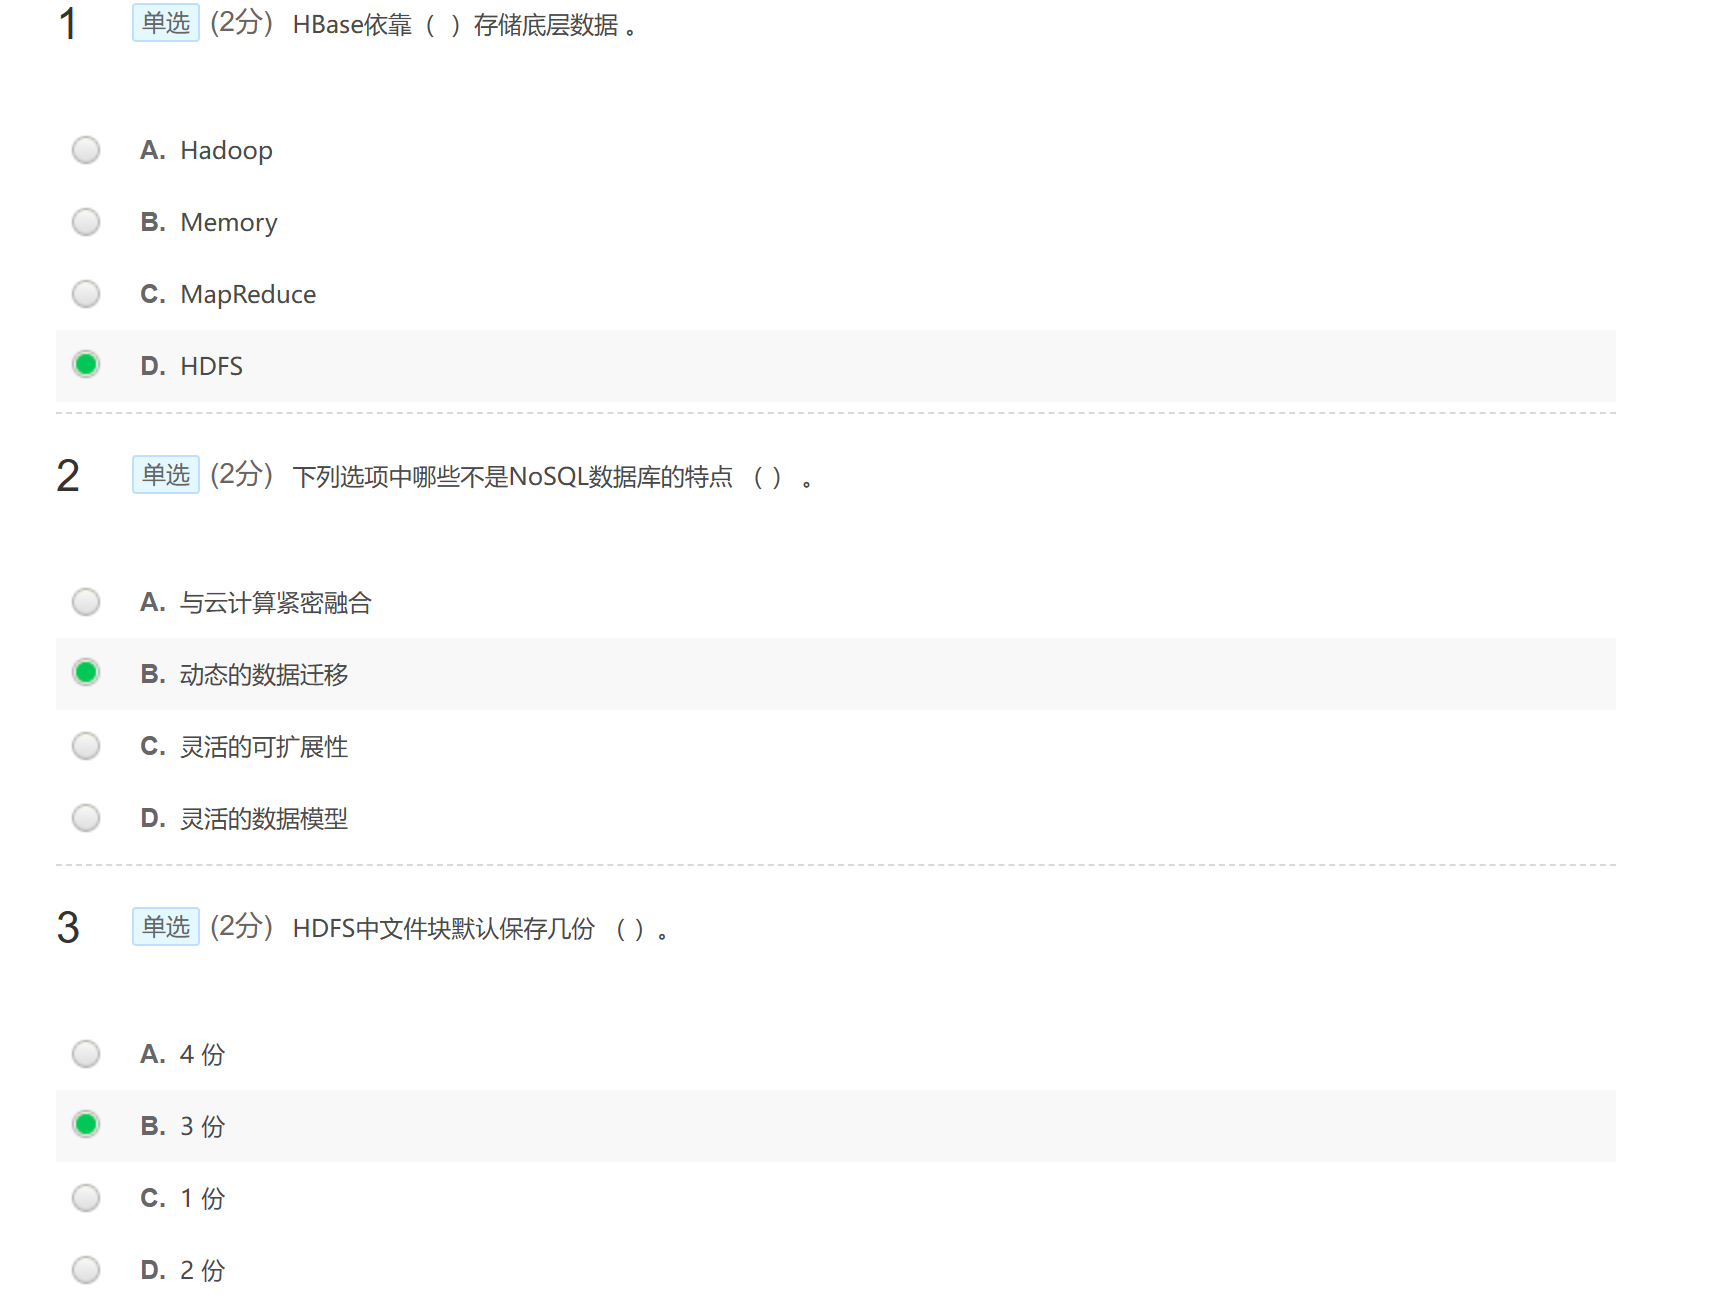 1 单选 (2分) HBase依靠（ ）存储底层数据 。
A. Hadoop
B. Memory
C. MapReduce
D. HDFS
2 单选 (2分) 下列选项中哪些不是NoSQL数据库的特点 （ ） 。
A. 与云计算紧密融合
B. 动态的数据迁移
C. 灵活的可扩展性
D. 灵活的数据模型
3 单选 (2分) HDFS中文件块默认保存几份 （ ）。
A. 4 份
B. 3 份
C. 1 份
D. 2 份